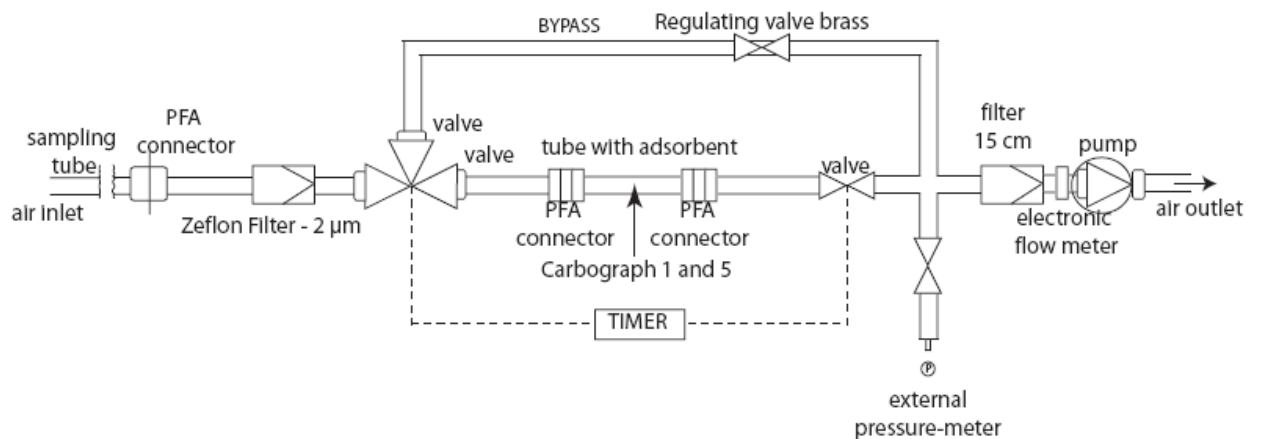 BYPASS
Regulating valve brass
PFA
connector
sampling
tube
air inlet
Zeflon Filter - 2 μm
valve
valve
tube with adsorbent
PFA
connector
PFA
connector
Carbograph 1 and 5
valve
filter
15 cm
pump
electronic
flow meter
air outlet
TIMER
P
external
pressure-meter